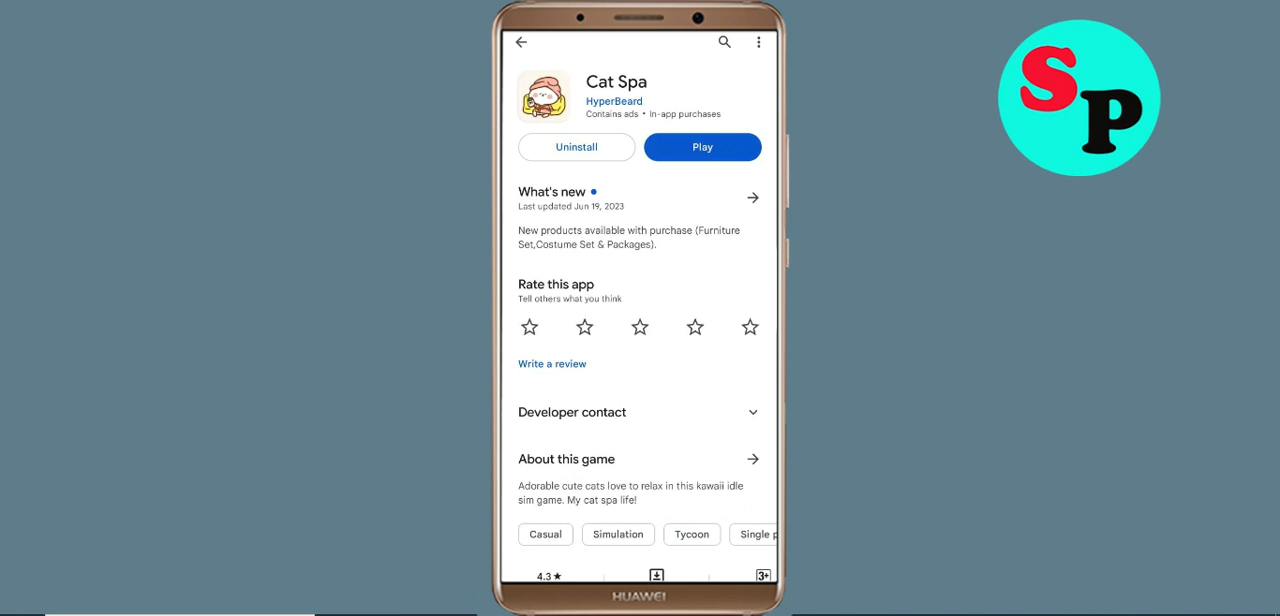 Cat Spa
HyperBeard
Contains ads • In-app purchases
Uninstall
Play
What's new
Last updated Jun 19, 2023
New products available with purchase (Furniture
Set,Costume Set & Packages).
Rate this app
Tell others what you think
Write a review
Developer contact
About this game
Adorable cute cats love to relax in this kawaii idle
sim game. My cat spa life!
Casual
Simulation
Tycoon
Single p
4.3★
3+
HUAWEI
SP